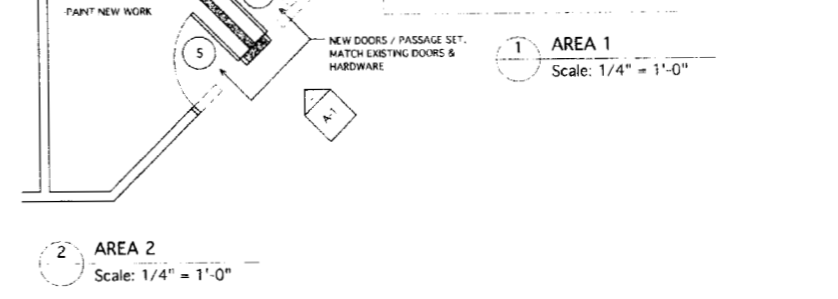 -PAINT NEW WORK
NEW DOORS / PASSAGE SET.
MATCH EXISTING DOORS &
HARDWARE
5
A-1
1 AREA 1
Scale: 1/4" = 1'-0"
2 AREA 2
Scale: 1/4" = 1'-0"